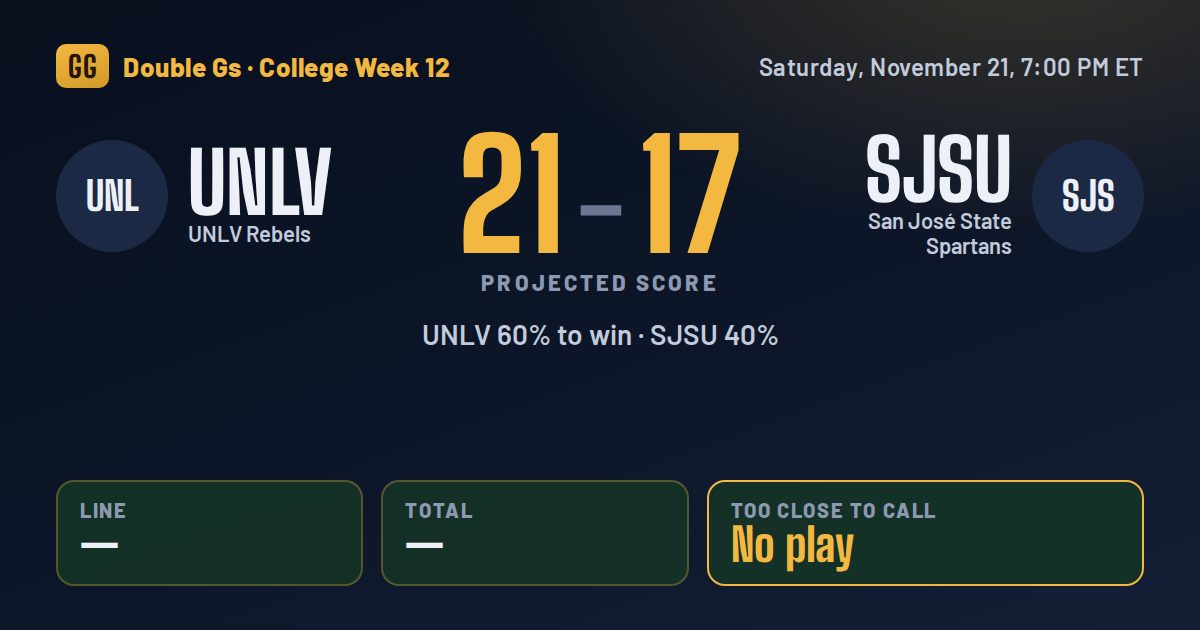 GG
Double Gs · College Week 12
Saturday, November 21, 7:00 PM ET
UNL
UNLV
UNLV Rebels
21 – 17
PROJECTED SCORE
UNLV 60% to win · SJSU 40%
SJSU
San José State
Spartans
SJS
LINE
—
TOTAL
—
TOO CLOSE TO CALL
No play